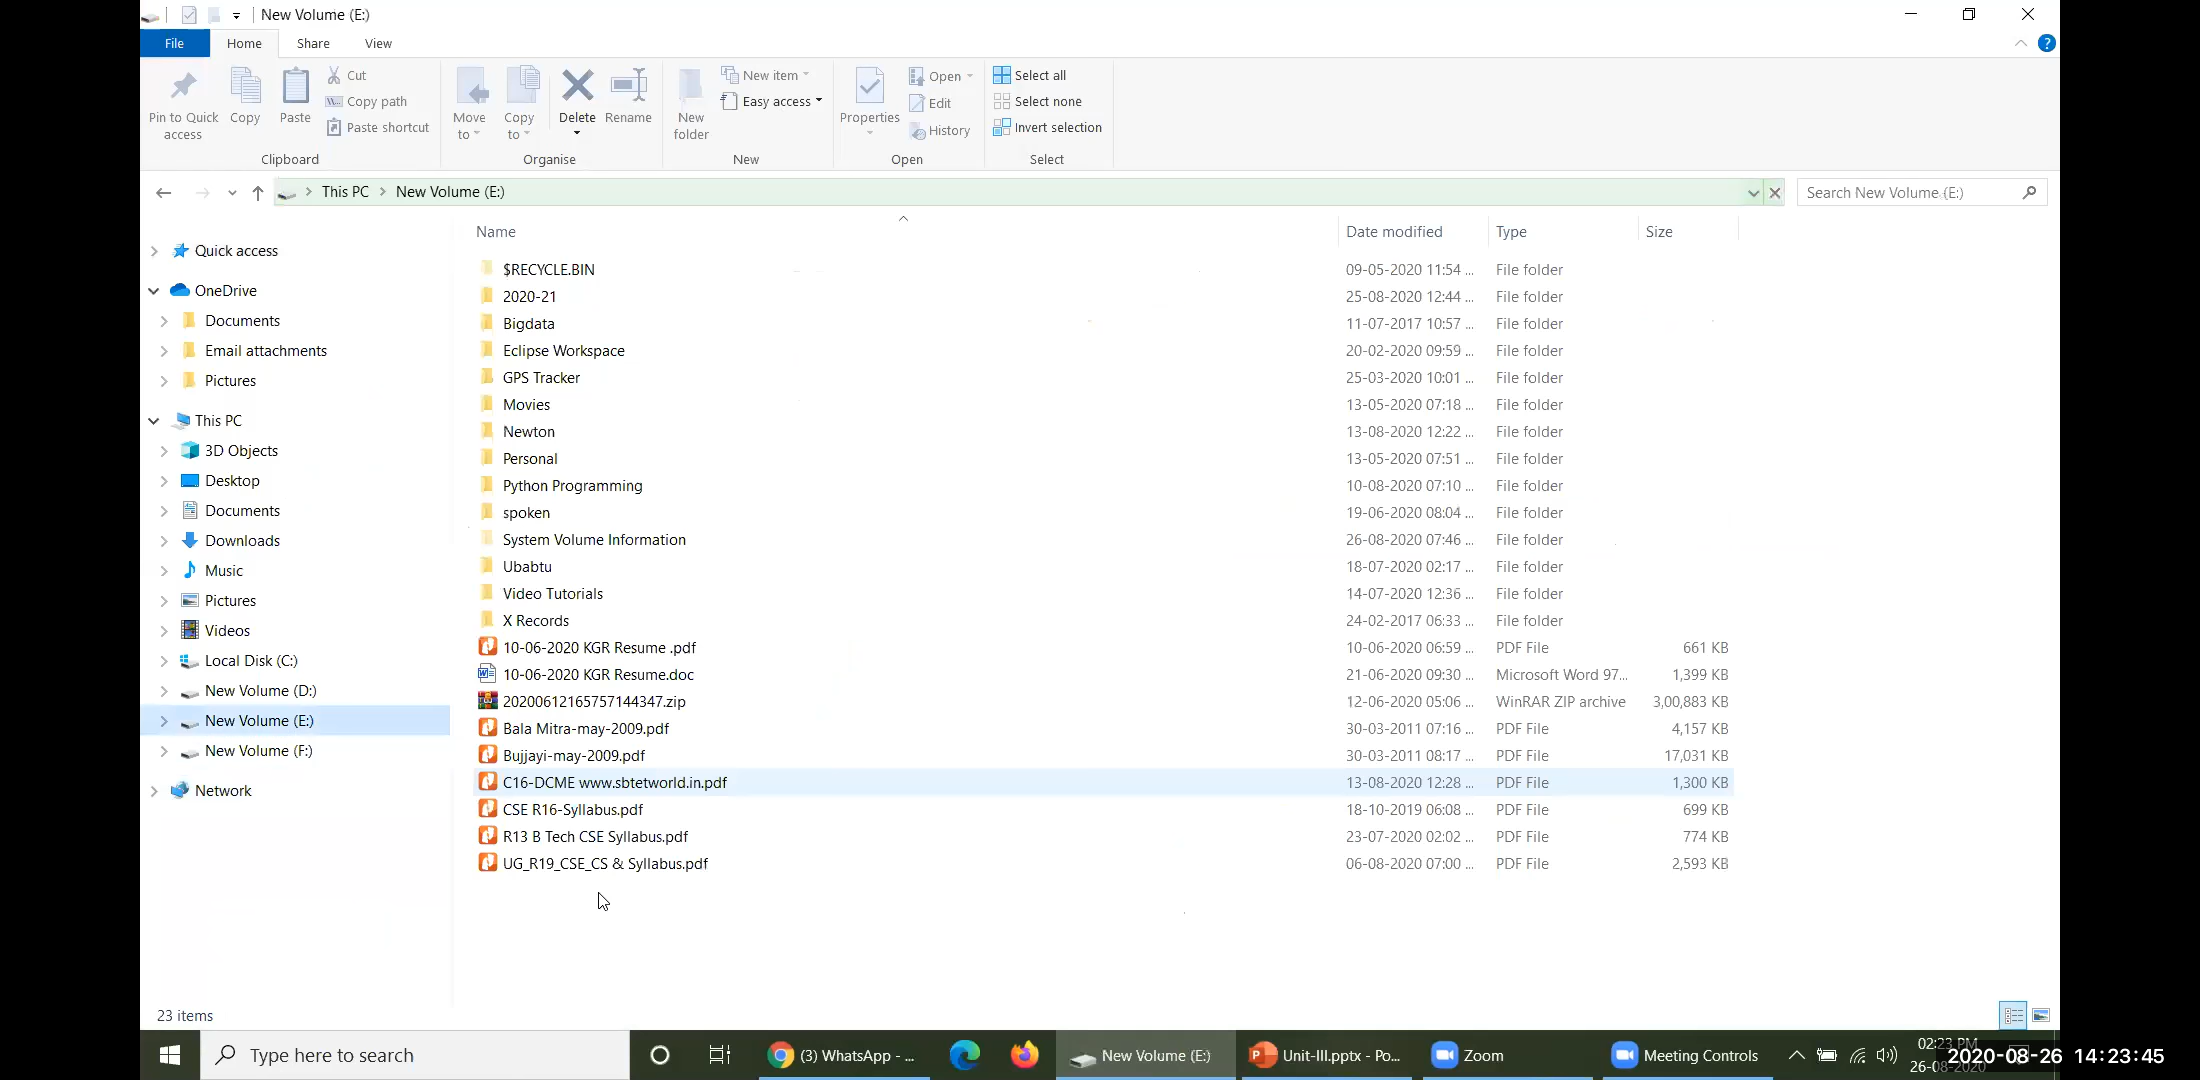 New Volume (E:)
File Home Share View
Pin to Quick access
Copy
Paste
Cut
Copy path
Paste shortcut
Clipboard
Move to
Copy to
Delete
Rename
Organise
New folder
New item
Easy access
New
Properties
Open
Edit
History
Open
Select all
Select none
Invert selection
Select
This PC > New Volume (E:)
Search New Volume (E:)
Quick access
OneDrive
Documents
Email attachments
Pictures
This PC
3D Objects
Desktop
Documents
Downloads
Music
Pictures
Videos
Local Disk (C:)
New Volume (D:)
New Volume (E:)
New Volume (F:)
Network
Name Date modified Type Size
$RECYCLE.BIN 09-05-2020 11:54 ... File folder
2020-21 25-08-2020 12:44 ... File folder
Bigdata 11-07-2017 10:57 ... File folder
Eclipse Workspace 20-02-2020 09:59 ... File folder
GPS Tracker 25-03-2020 10:01 ... File folder
Movies 13-05-2020 07:18 ... File folder
Newton 13-08-2020 12:22 ... File folder
Personal 13-05-2020 07:51 ... File folder
Python Programming 10-08-2020 07:10 ... File folder
spoken 19-06-2020 08:04 ... File folder
System Volume Information 26-08-2020 07:46 ... File folder
Ubabtu 18-07-2020 02:17 ... File folder
Video Tutorials 14-07-2020 12:36 ... File folder
X Records 24-02-2017 06:33 ... File folder
10-06-2020 KGR Resume .pdf 10-06-2020 06:59 ... PDF File 661 KB
10-06-2020 KGR Resume.doc 21-06-2020 09:30 ... Microsoft Word 97... 1,399 KB
20200612165757144347.zip 12-06-2020 05:06 ... WinRAR ZIP archive 3,00,883 KB
Bala Mitra-may-2009.pdf 30-03-2011 07:16 ... PDF File 4,157 KB
Bujjayi-may-2009.pdf 30-03-2011 08:17 ... PDF File 17,031 KB
C16-DCME www.sbtetworld.in.pdf 13-08-2020 12:28 ... PDF File 1,300 KB
CSE R16-Syllabus.pdf 18-10-2019 06:08 ... PDF File 699 KB
R13 B Tech CSE Syllabus.pdf 23-07-2020 02:02 ... PDF File 774 KB
UG_R19_CSE_CS & Syllabus.pdf 06-08-2020 07:00 ... PDF File 2,593 KB
23 items
Type here to search
(3) WhatsApp - ...
New Volume (E:)
Unit-III.pptx - Po...
Zoom
Meeting Controls
02:23 PM
26-08-2020
2020-08-26 14:23:45